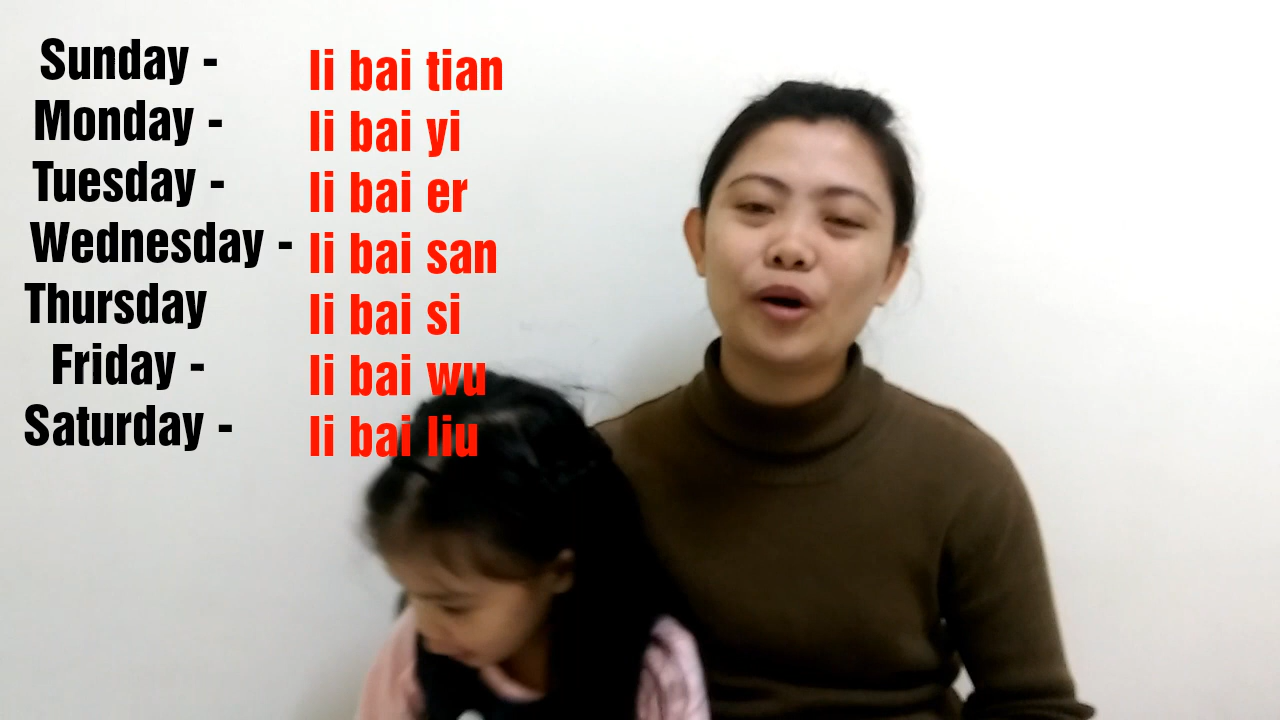 Sunday - li bai tian
Monday - li bai yi
Tuesday - li bai er
Wednesday - li bai san
Thursday li bai si
Friday - li bai wu
Saturday - li bai liu